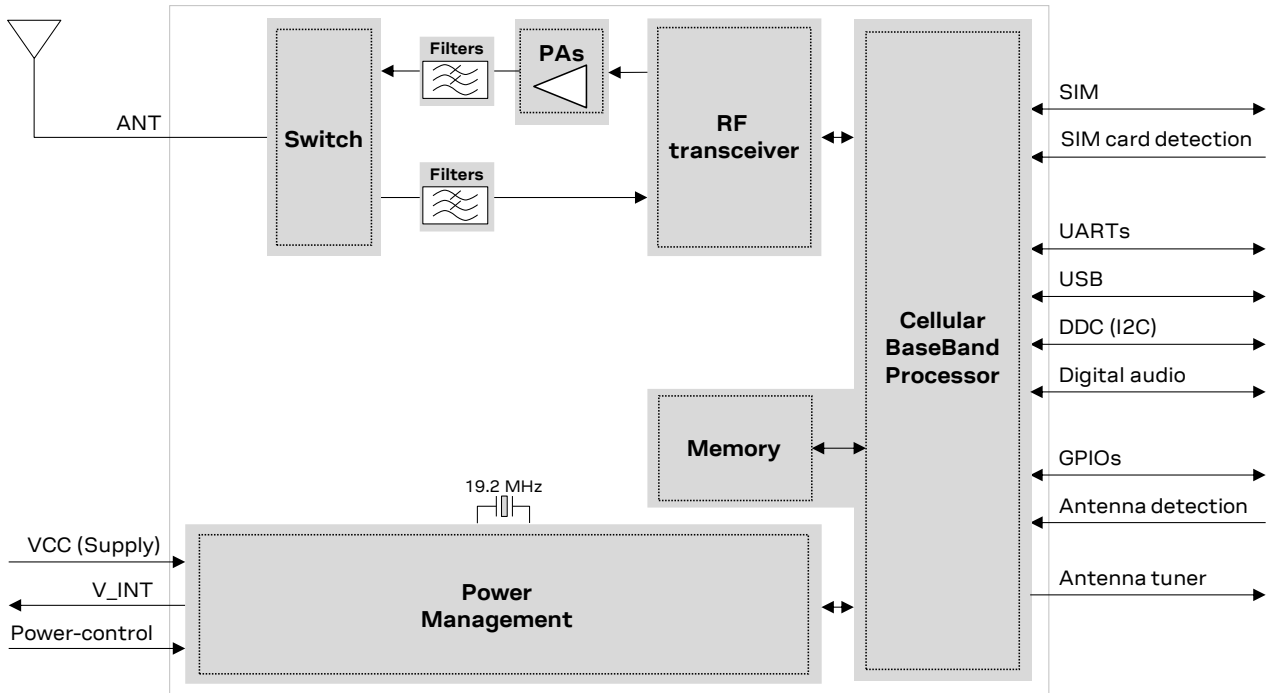 Filters
PAs
ANT
Switch
RF
transceiver
Filters
SIM
SIM card detection
UARTs
USB
DDC (I2C)
Digital audio
Cellular
BaseBand
Processor
Memory
GPIOs
Antenna detection
Antenna tuner
19.2 MHz
VCC (Supply)
V_INT
Power-control
Power
Management